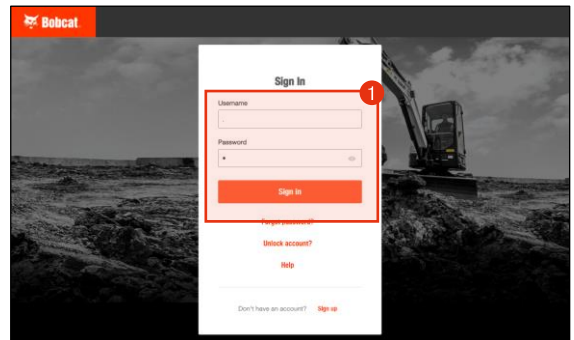 Bobcat.
Sign In
1
Username
.
Password
•
Sign In
Forgot password?
Unlock account?
Help
Don't have an account? Sign up